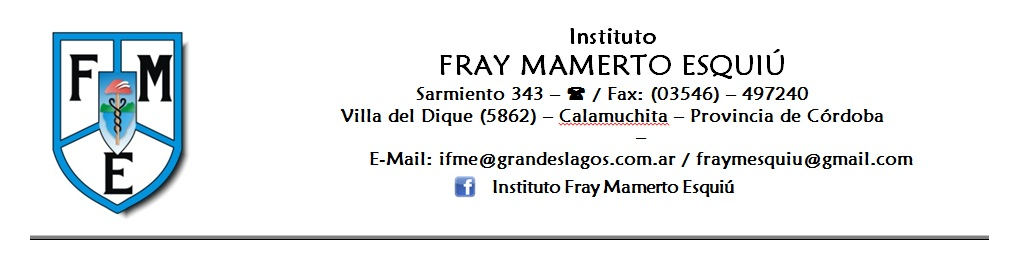 F M
E
Instituto
FRAY MAMERTO ESQUIÚ
Sarmiento 343 – ☎ / Fax: (03546) – 497240
Villa del Dique (5862) – Calamuchita – Provincia de Córdoba
–
E-Mail: ifme@grandeslagos.com.ar / fraymesquiu@gmail.com
f Instituto Fray Mamerto Esquiú